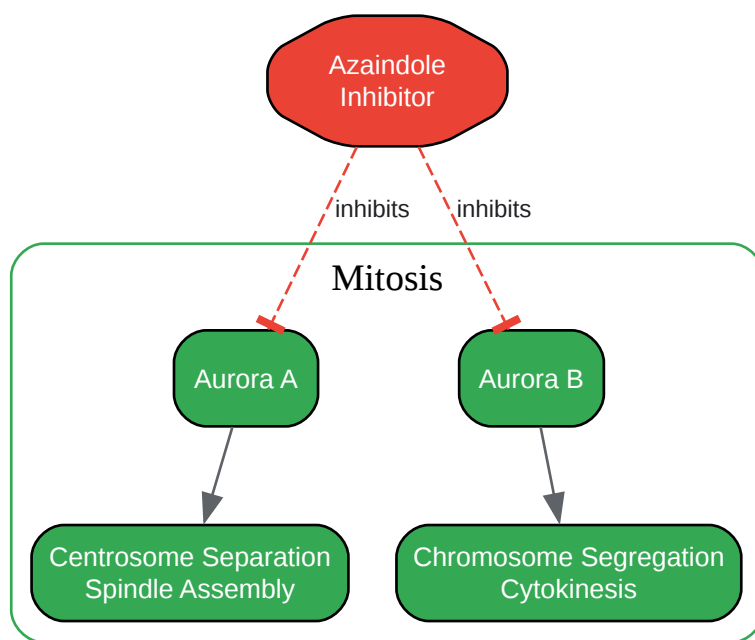 Azaindole
Inhibitor
inhibits
inhibits
Mitosis
Aurora A
Aurora B
Centrosome Separation
Spindle Assembly
Chromosome Segregation
Cytokinesis